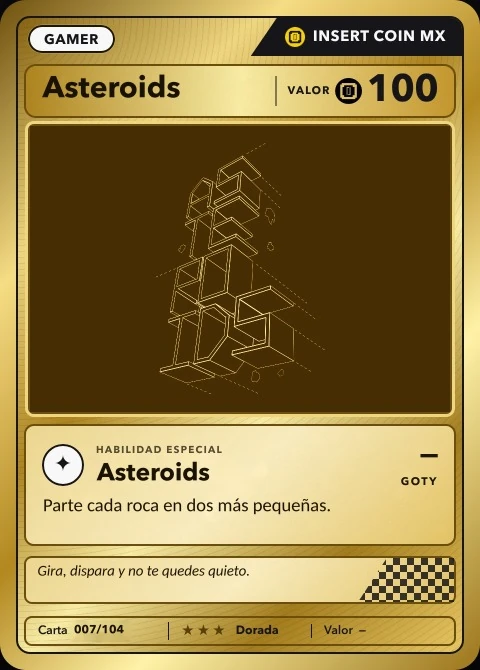 GAMER
INSERT COIN MX
Asteroids
VALOR 100
HABILIDAD ESPECIAL
Asteroids
—
GOTY
Parte cada roca en dos más pequeñas.
Gira, dispara y no te quedes quieto.
Carta 007/104 ★ ★ ★ Dorada Valor —